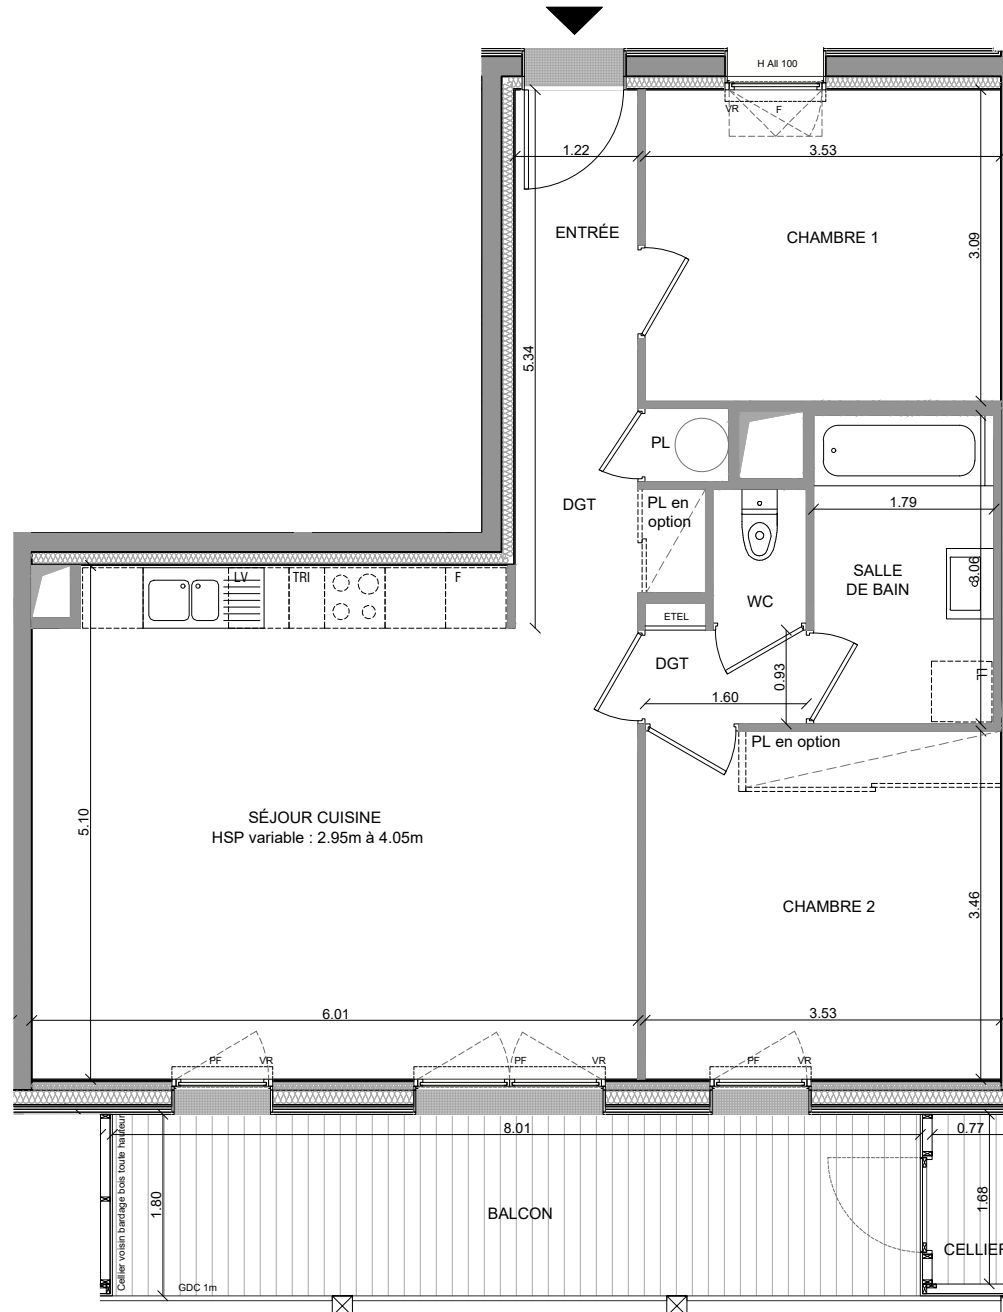 H All 100
VR
F
1.22
3.53
ENTRÉE
CHAMBRE 1
3.09
5.34
PL
DGT
PL en
option
1.79
LV
TRI
F
SALLE
DE BAIN
3.06
WC
ETEL
DGT
0.93
1.60
LL
PL en option
SÉJOUR CUISINE
HSP variable : 2.95m à 4.05m
5.10
CHAMBRE 2
3.46
6.01
3.53
PF
VR
PF
VR
PF
VR
8.01
0.77
Cellier voisin bardage bois toute hauteur
1.80
1.68
BALCON
CELLIER
GDC 1m